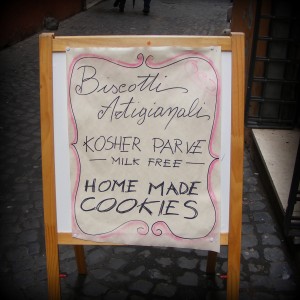 Biscotti
Artigianali
KOSHER PARVE
- MILK FREE -
HOME MADE
COOKIES